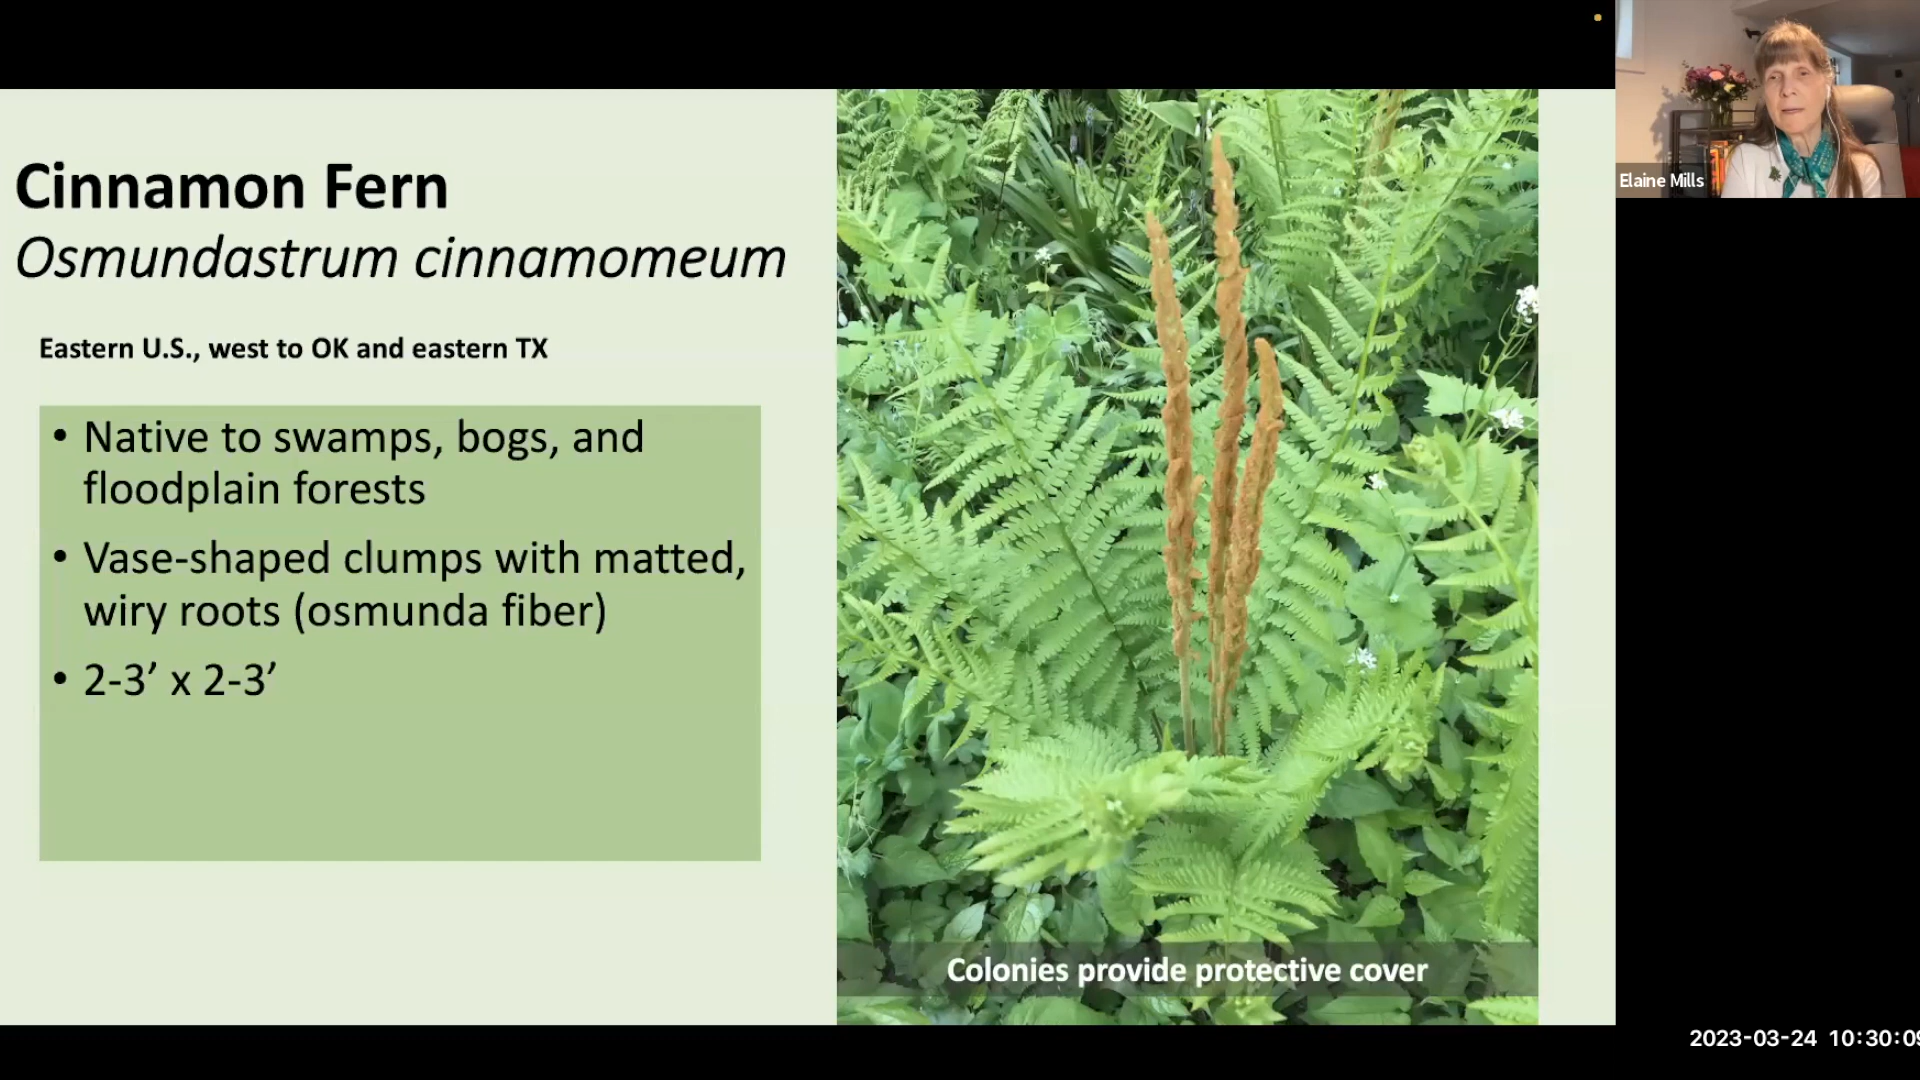 Cinnamon Fern
Osmundastrum cinnamomeum
Eastern U.S., west to OK and eastern TX
• Native to swamps, bogs, and
floodplain forests
• Vase-shaped clumps with matted,
wiry roots (osmunda fiber)
• 2-3’ x 2-3’
Colonies provide protective cover
Elaine Mills
2023-03-24 10:30:09